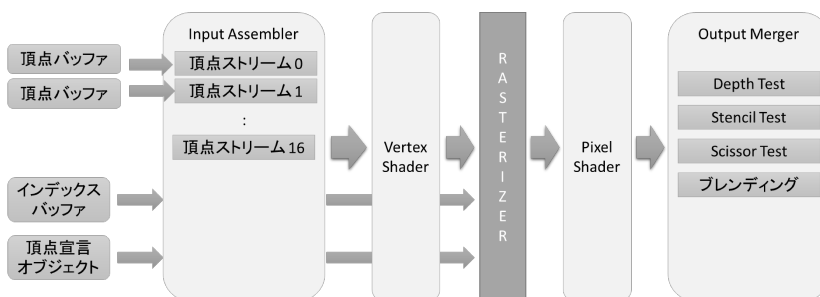 頂点バッファ
頂点バッファ
インデックス
バッファ
頂点宣言
オブジェクト
Input Assembler
頂点ストリーム 0
頂点ストリーム 1
:
頂点ストリーム 16
Vertex
Shader
RASTERIZER
Pixel
Shader
Output Merger
Depth Test
Stencil Test
Scissor Test
ブレンディング